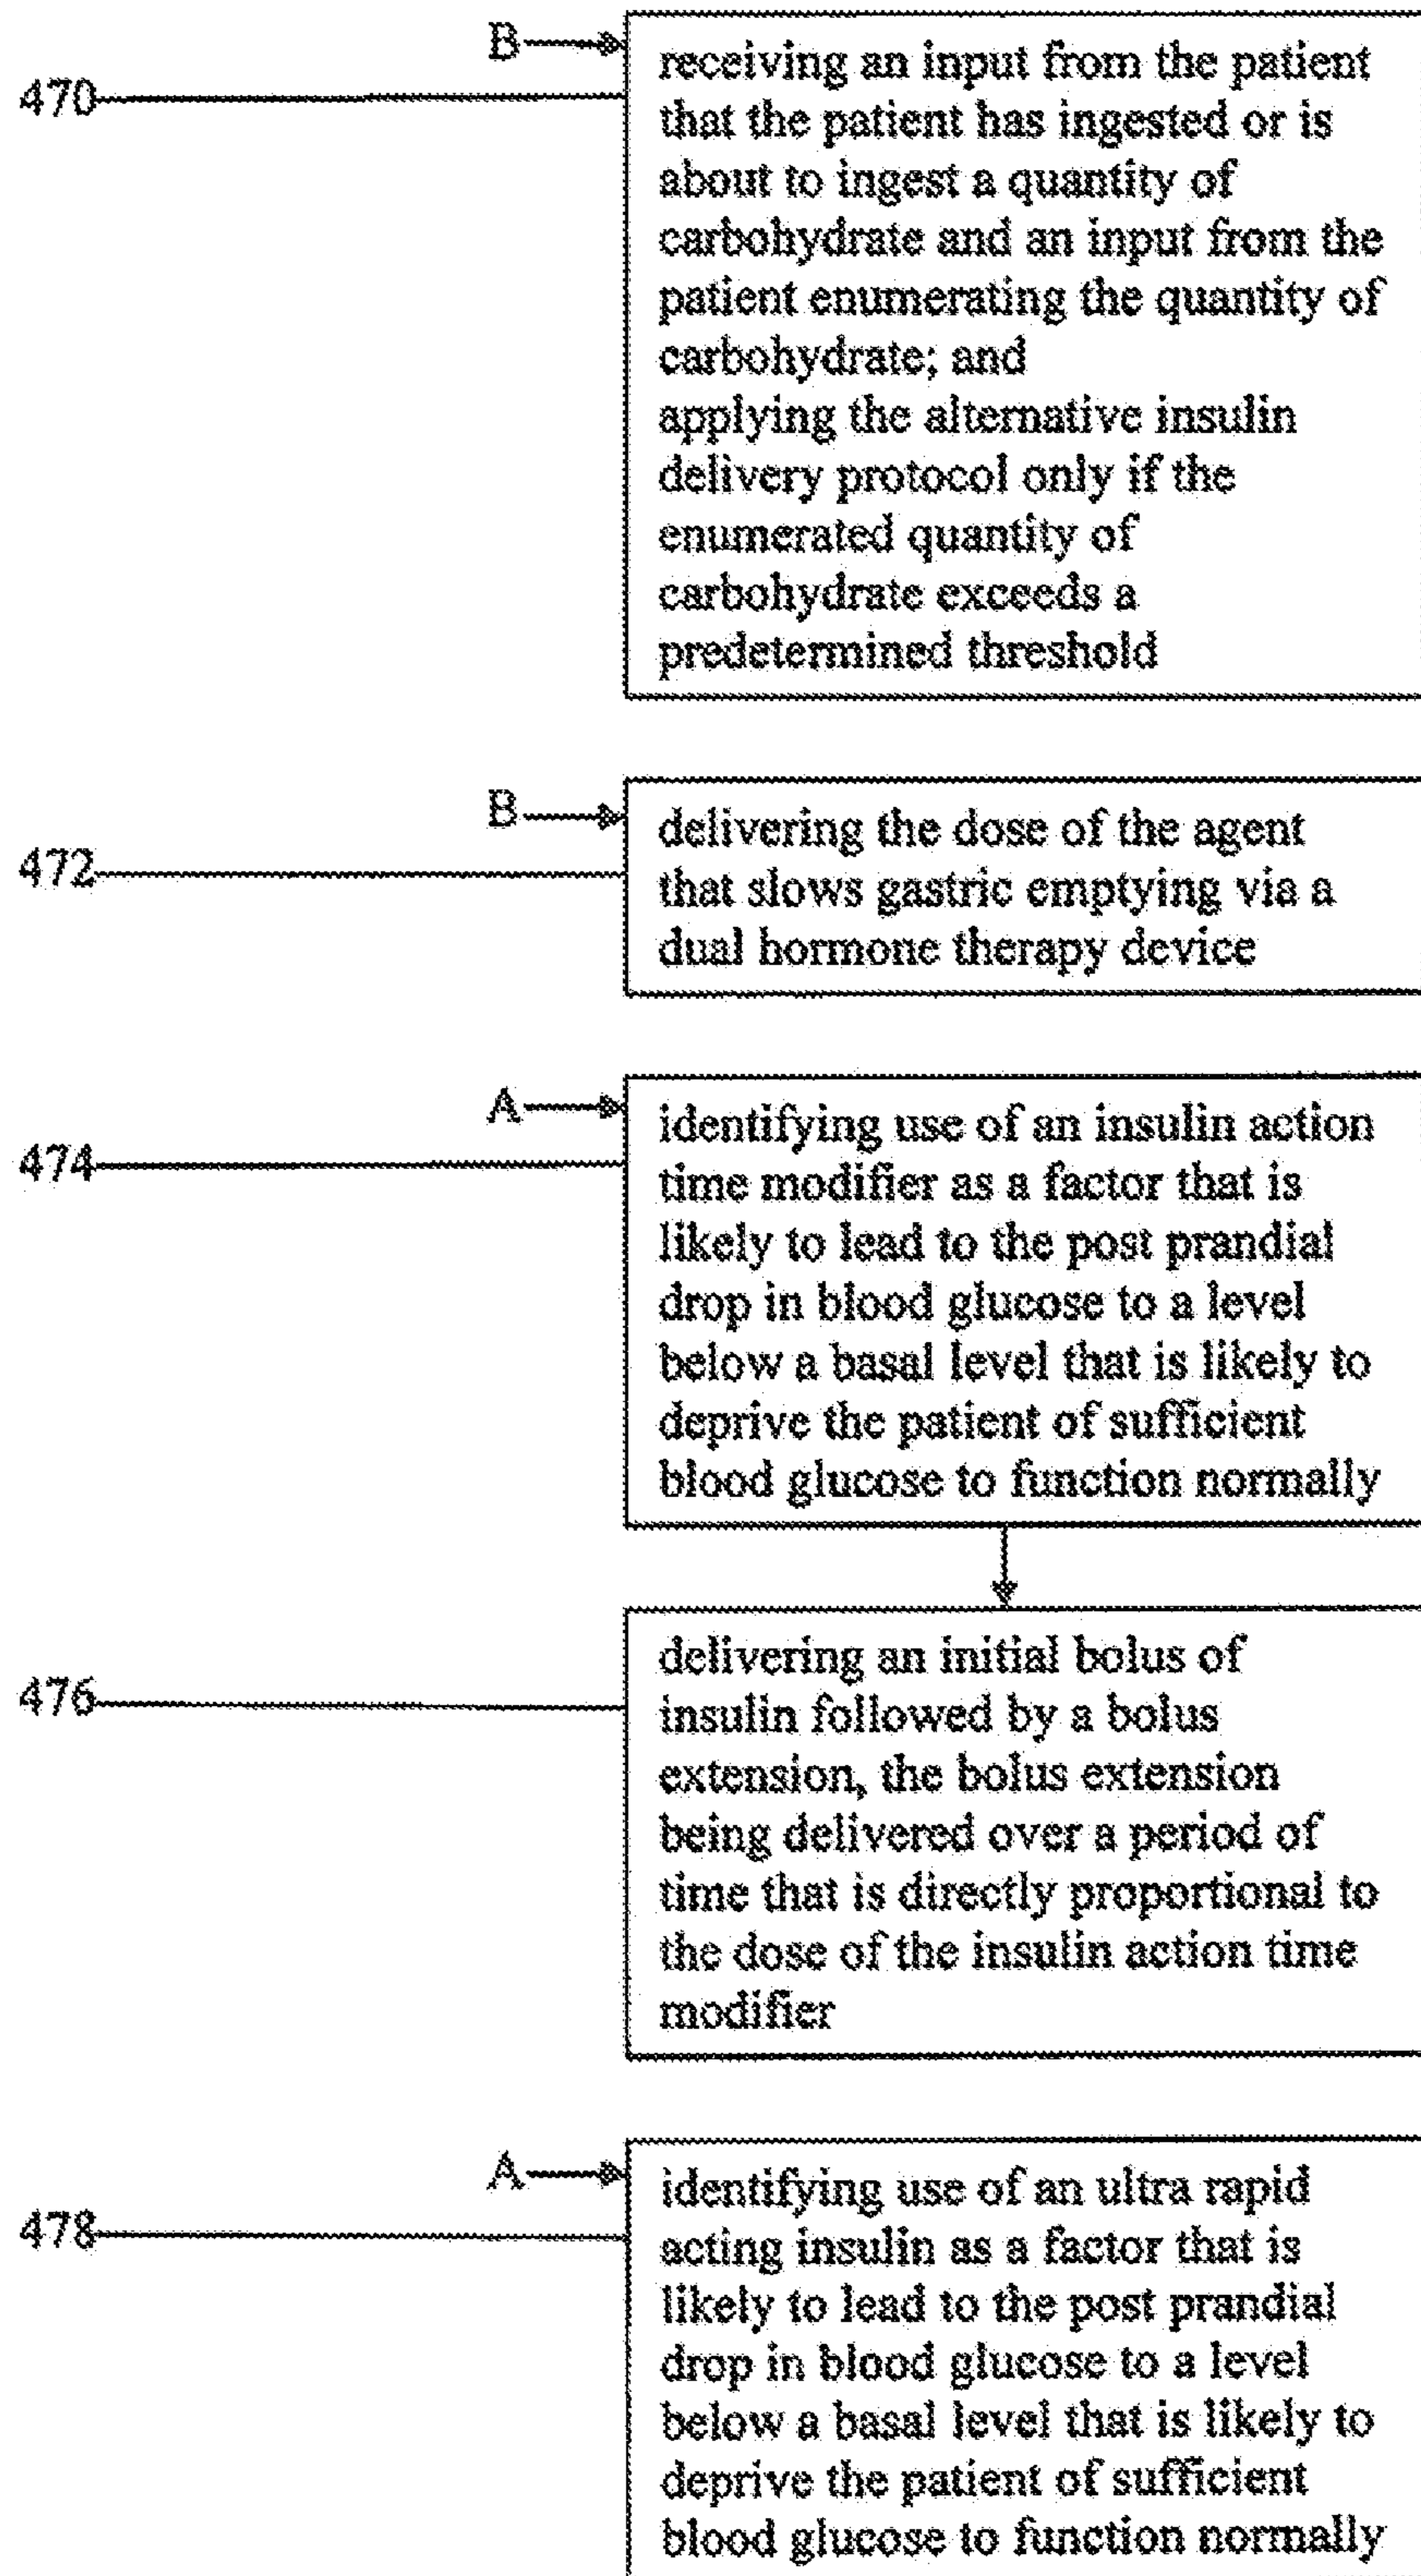 B
470
receiving an input from the patient
that the patient has ingested or is
about to ingest a quantity of
carbohydrate and an input from the
patient enumerating the quantity of
carbohydrate; and
applying the alternative insulin
delivery protocol only if the
enumerated quantity of
carbohydrate exceeds a
predetermined threshold
B
472
delivering the dose of the agent
that slows gastric emptying via a
dual hormone therapy device
A
474
identifying use of an insulin action
time modifier as a factor that is
likely to lead to the post prandial
drop in blood glucose to a level
below a basal level that is likely to
deprive the patient of sufficient
blood glucose to function normally
476
delivering an initial bolus of
insulin followed by a bolus
extension, the bolus extension
being delivered over a period of
time that is directly proportional to
the dose of the insulin action time
modifier
A
478
identifying use of an ultra rapid
acting insulin as a factor that is
likely to lead to the post prandial
drop in blood glucose to a level
below a basal level that is likely to
deprive the patient of sufficient
blood glucose to function normally